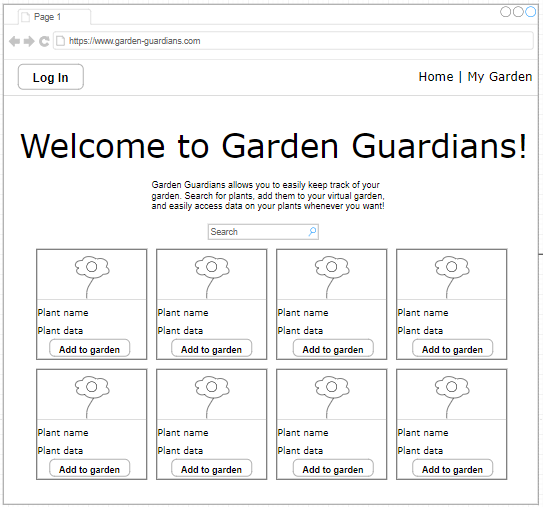 Page 1
https://www.garden-guardians.com
Log In
Home | My Garden
Welcome to Garden Guardians!
Garden Guardians allows you to easily keep track of your
garden. Search for plants, add them to your virtual garden,
and easily access data on your plants whenever you want!
Search
Plant name Plant name Plant name Plant name
Plant data Plant data Plant data Plant data
Add to garden Add to garden Add to garden Add to garden
Plant name Plant name Plant name Plant name
Plant data Plant data Plant data Plant data
Add to garden Add to garden Add to garden Add to garden